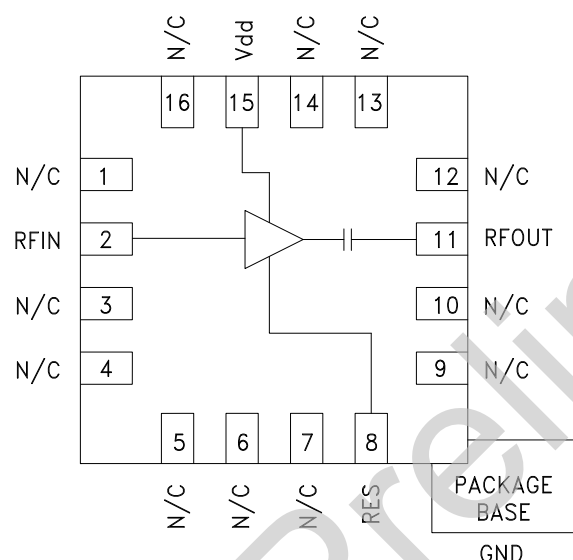 N/C Vdd N/C N/C
16 15 14 13
N/C 1 12 N/C
RFIN 2 11 RFOUT
N/C 3 10 N/C
N/C 4 9 N/C
5 6 7 8
N/C N/C N/C RES
PACKAGE
BASE
GND
Prelin